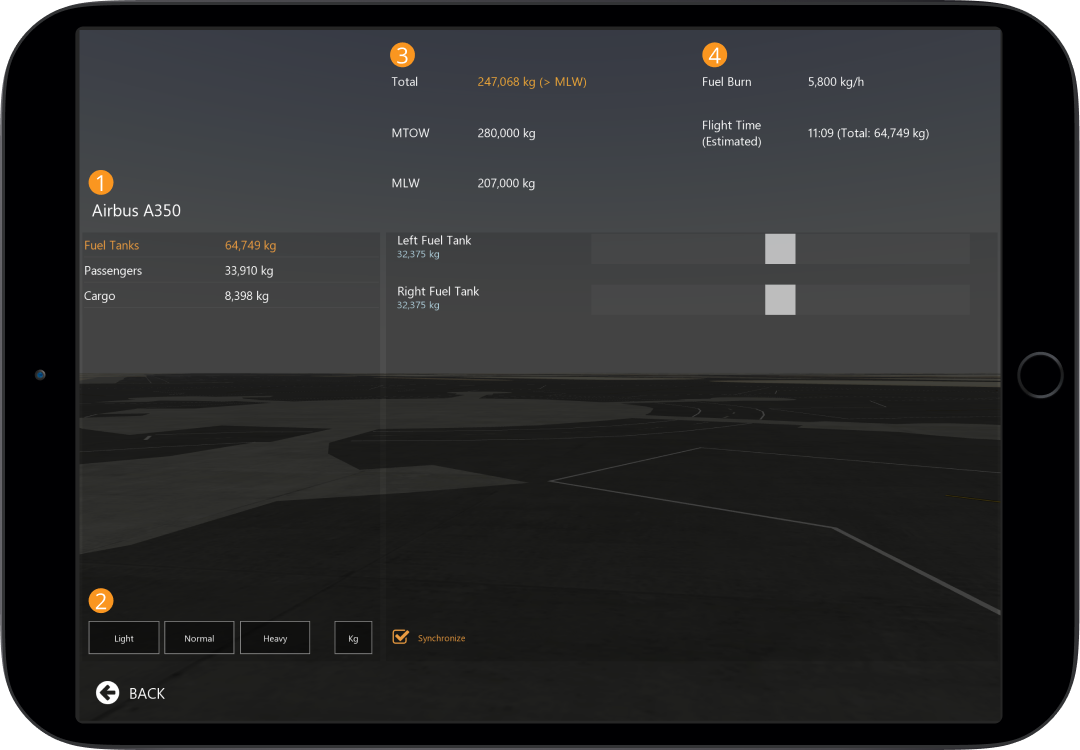 3
Total 247,068 kg (> MLW)
MTOW 280,000 kg
MLW 207,000 kg
4
Fuel Burn 5,800 kg/h
Flight Time
(Estimated)
11:09 (Total: 64,749 kg)
1
Airbus A350
Fuel Tanks 64,749 kg
Passengers 33,910 kg
Cargo 8,398 kg
Left Fuel Tank
32,375 kg
Right Fuel Tank
32,375 kg
2
Light Normal Heavy Kg Synchronize
BACK